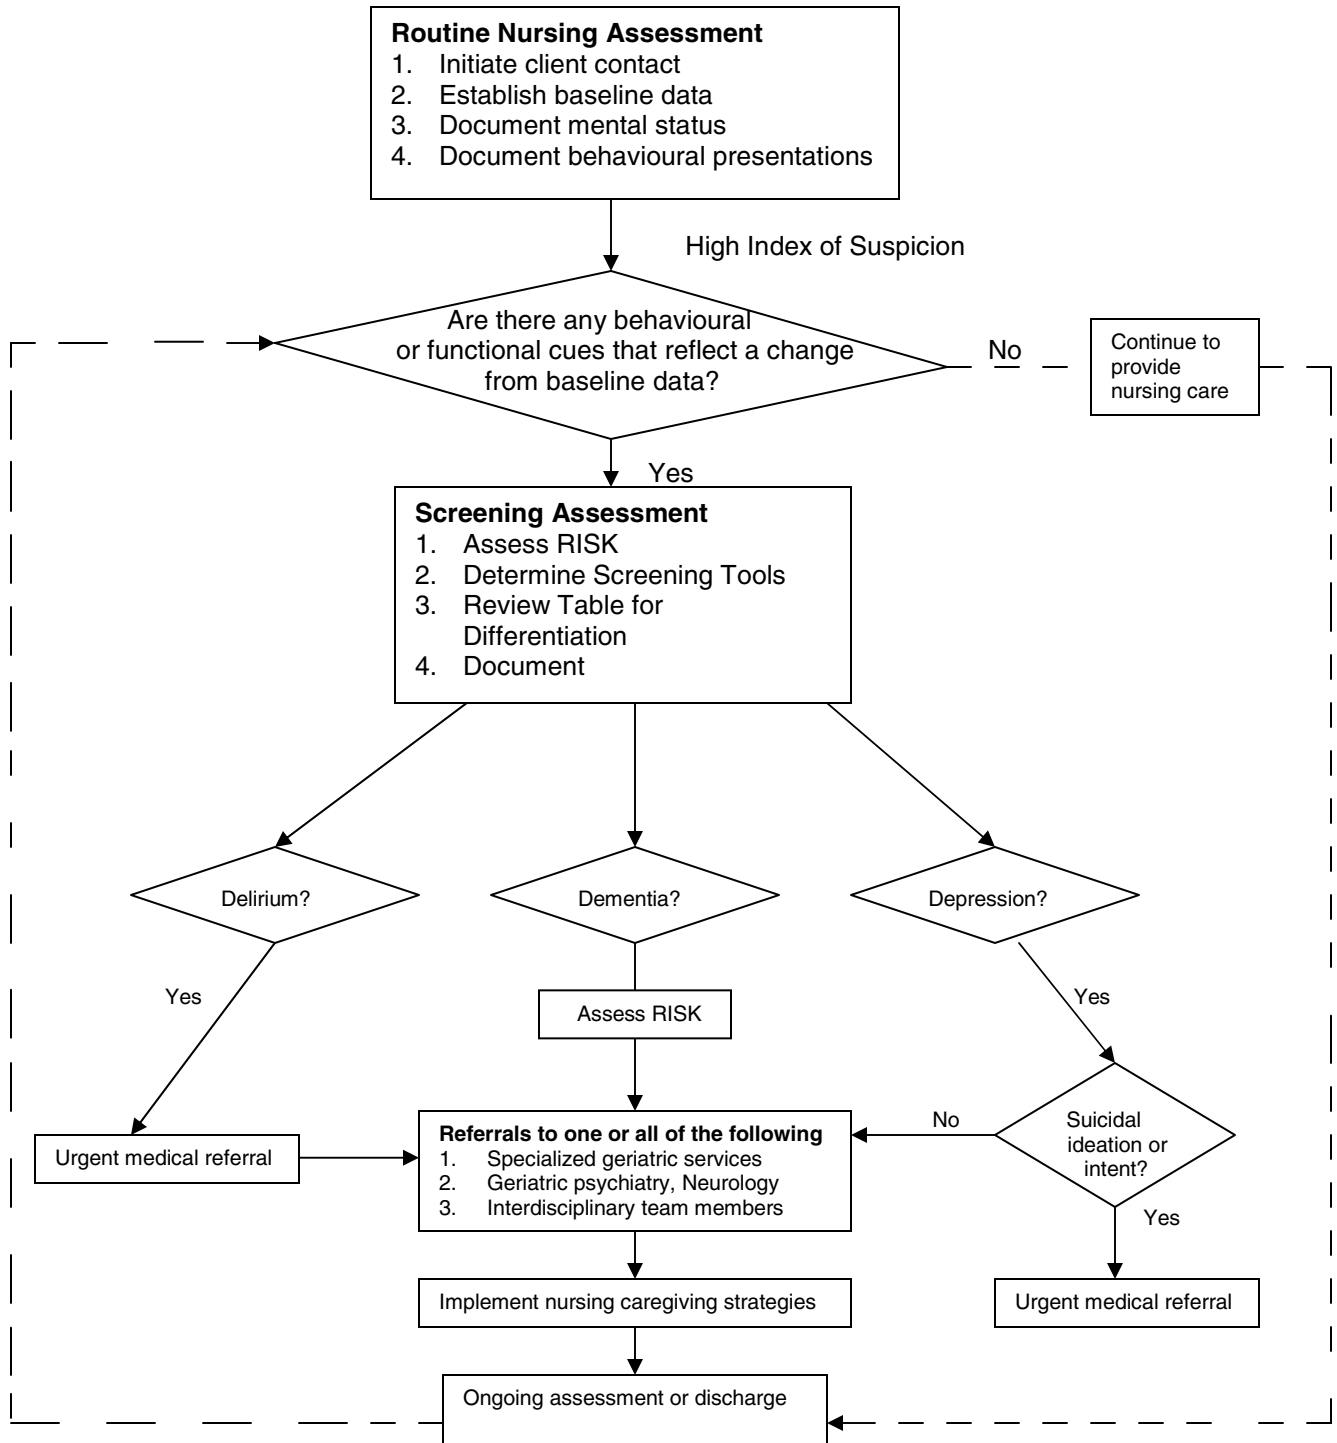 Routine Nursing Assessment
1. Initiate client contact
2. Establish baseline data
3. Document mental status
4. Document behavioural presentations
High Index of Suspicion
Are there any behavioural
or functional cues that reflect a change
from baseline data?
No
Continue to
provide
nursing care
Yes
Screening Assessment
1. Assess RISK
2. Determine Screening Tools
3. Review Table for
Differentiation
4. Document
Delirium?
Dementia?
Depression?
Yes
Assess RISK
Yes
Urgent medical referral
Referrals to one or all of the following
1. Specialized geriatric services
2. Geriatric psychiatry, Neurology
3. Interdisciplinary team members
No
Suicidal
ideation or
intent?
Yes
Implement nursing caregiving strategies
Urgent medical referral
Ongoing assessment or discharge